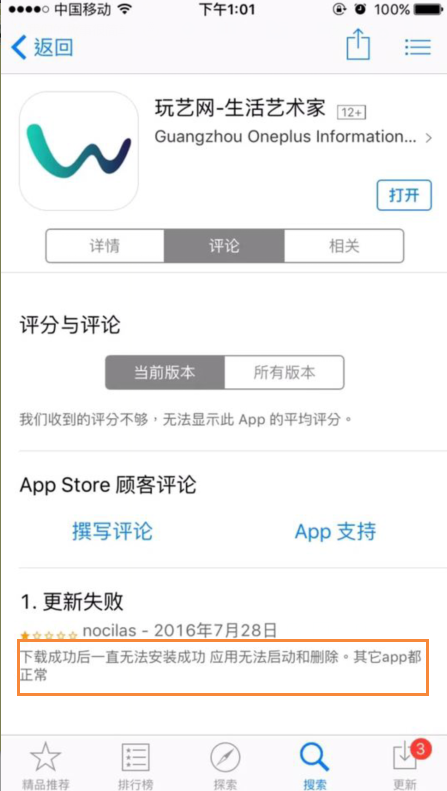 中国移动 下午1:01 100%
返回
玩艺网-生活艺术家 12+
Guangzhou Oneplus Information...
打开
详情 评论 相关
评分与评论
当前版本 所有版本
我们收到的评分不够，无法显示此 App 的平均评分。
App Store 顾客评论
撰写评论 App 支持
1. 更新失败
nocilas - 2016年7月28日
下载成功后一直无法安装成功 应用无法启动和删除。其它app都
正常
3
精品推荐 排行榜 探索 搜索 更新